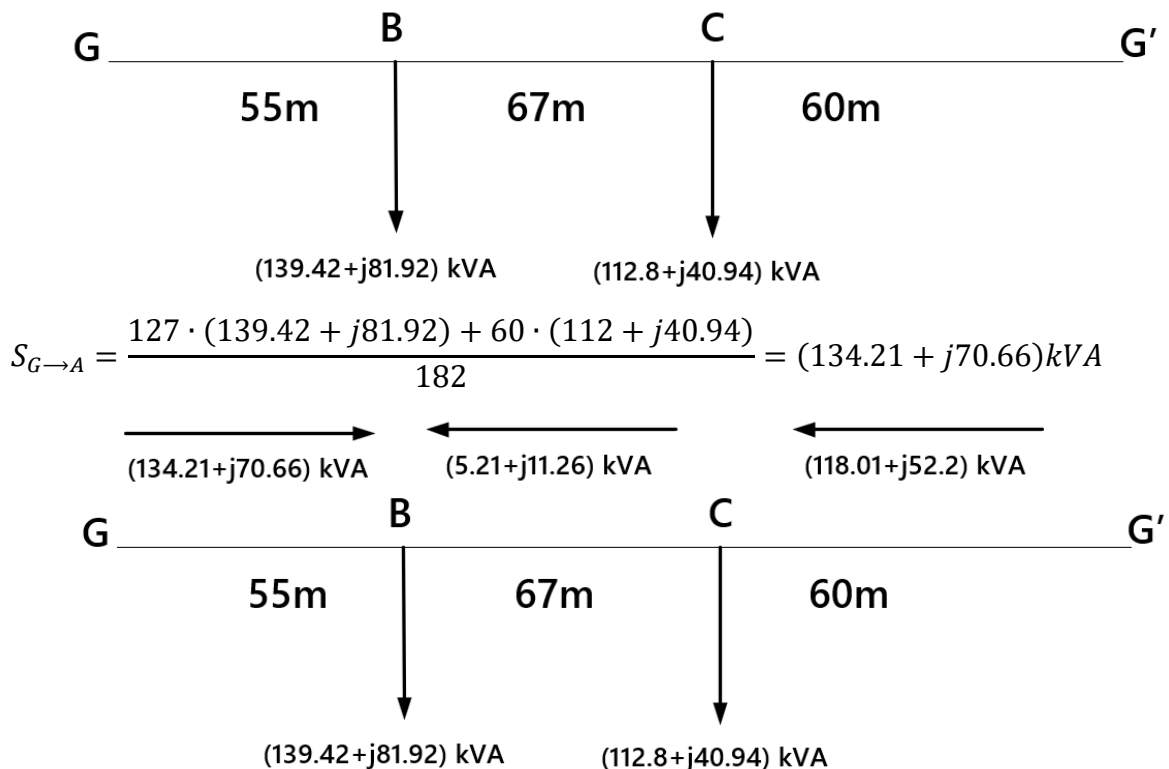 G B C G’
55m 67m 60m
(139.42+j81.92) kVA (112.8+j40.94) kVA
S_{G→A} = \frac{127 · (139.42 + j81.92) + 60 · (112 + j40.94)}{182} = (134.21 + j70.66)kVA
(134.21+j70.66) kVA (5.21+j11.26) kVA (118.01+j52.2) kVA
G B C G’
55m 67m 60m
(139.42+j81.92) kVA (112.8+j40.94) kVA